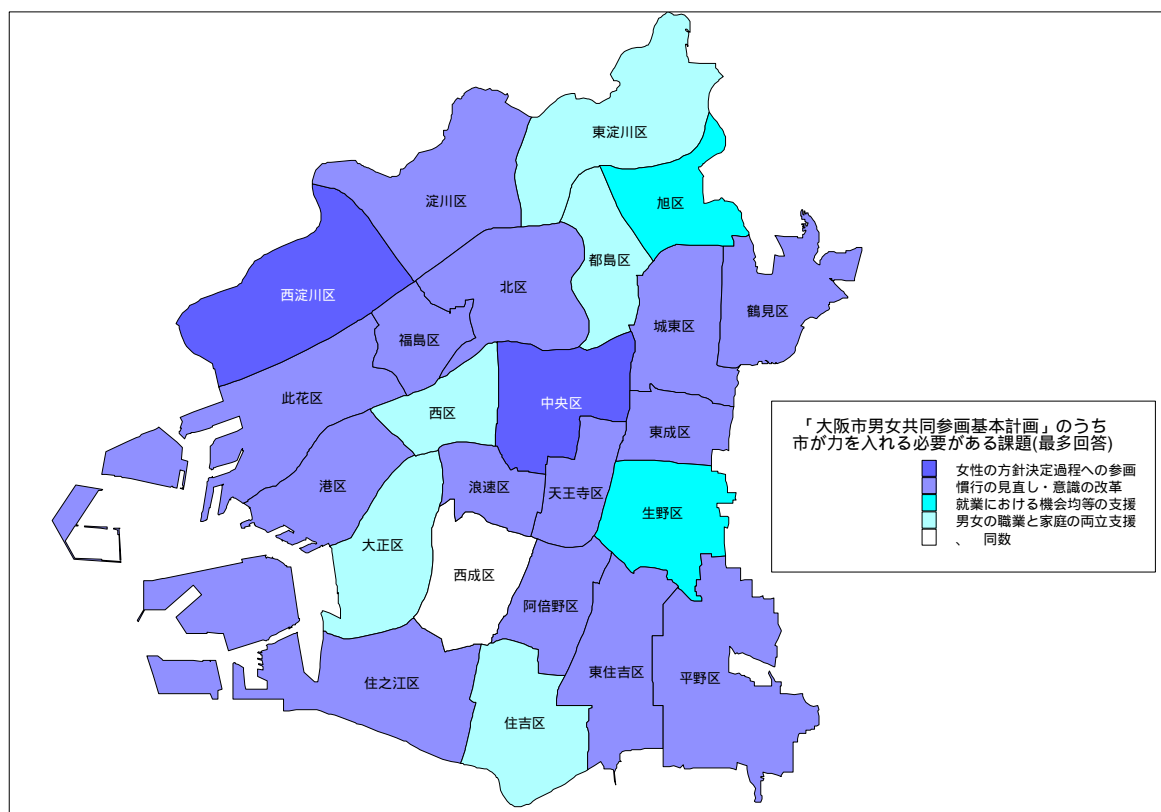 東淀川区
淀川区
旭区
都島区
西淀川区
北区
鶴見区
城東区
福島区
此花区
西区
中央区
東成区
港区
浪速区
天王寺区
生野区
大正区
西成区
阿倍野区
住之江区
東住吉区
平野区
住吉区
「大阪市男女共同参画基本計画」のうち
市が力を入れる必要がある課題(最多回答)
女性の方針決定過程への参画
慣行の見直し・意識の改革
就業における機会均等の支援
男女の職業と家庭の両立支援
、 同数